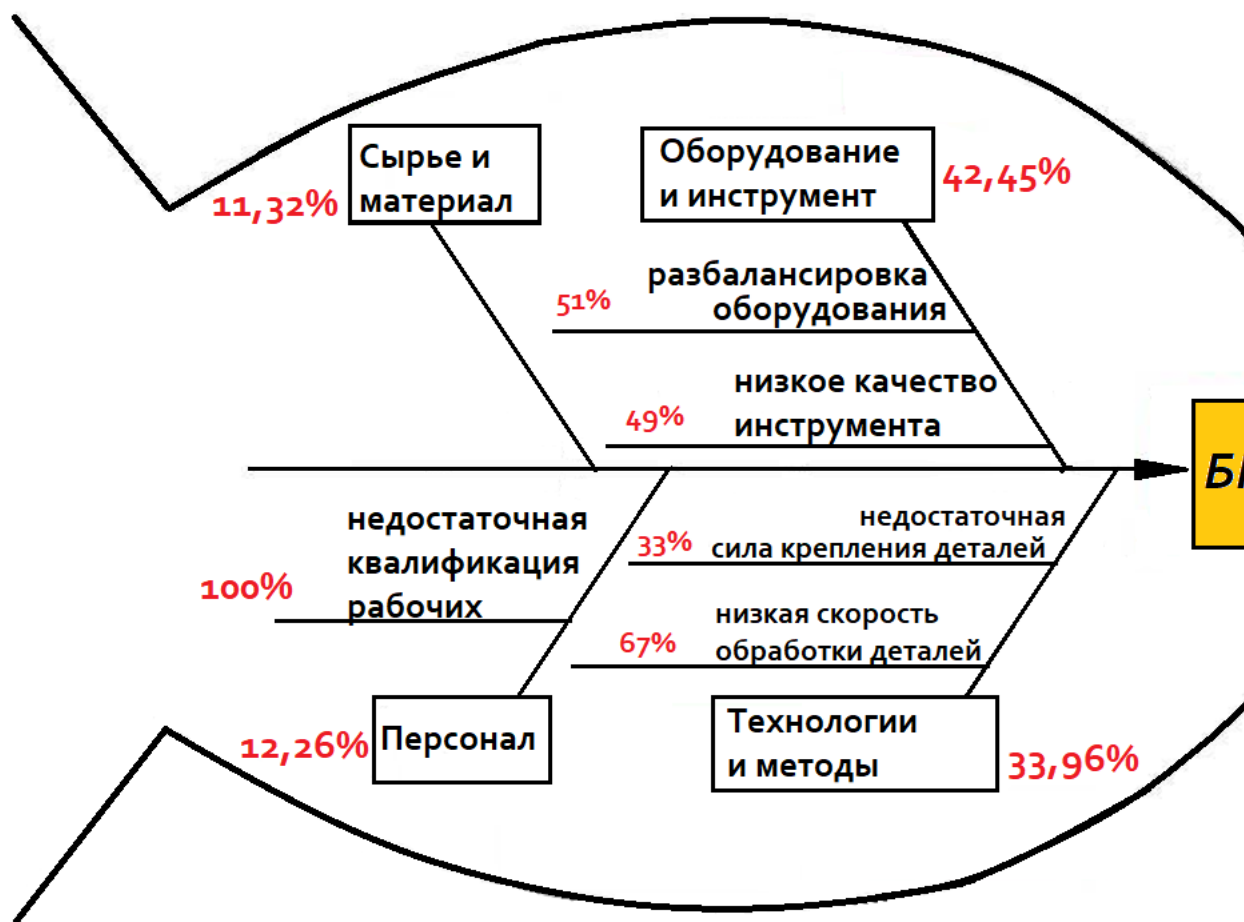 Сырье и
материал
11,32%
Оборудование
и инструмент
42,45%
разбалансировка
51%
оборудования
низкое качество
49%
инструмента
недостаточная
квалификация
100%
рабочих
недостаточная
33%
сила крепления деталей
низкая скорость
67%
обработки деталей
12,26%
Персонал
Технологии
и методы
33,96%